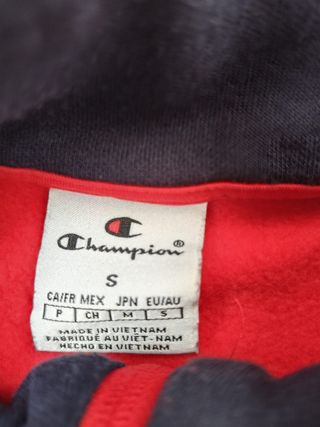 Champion®
S
CA/FR MEX JPN EU/AU
P CH M S
MADE IN VIETNAM
FABRIQUÉ AU VIET-NAM
HECHO EN VIETNAM